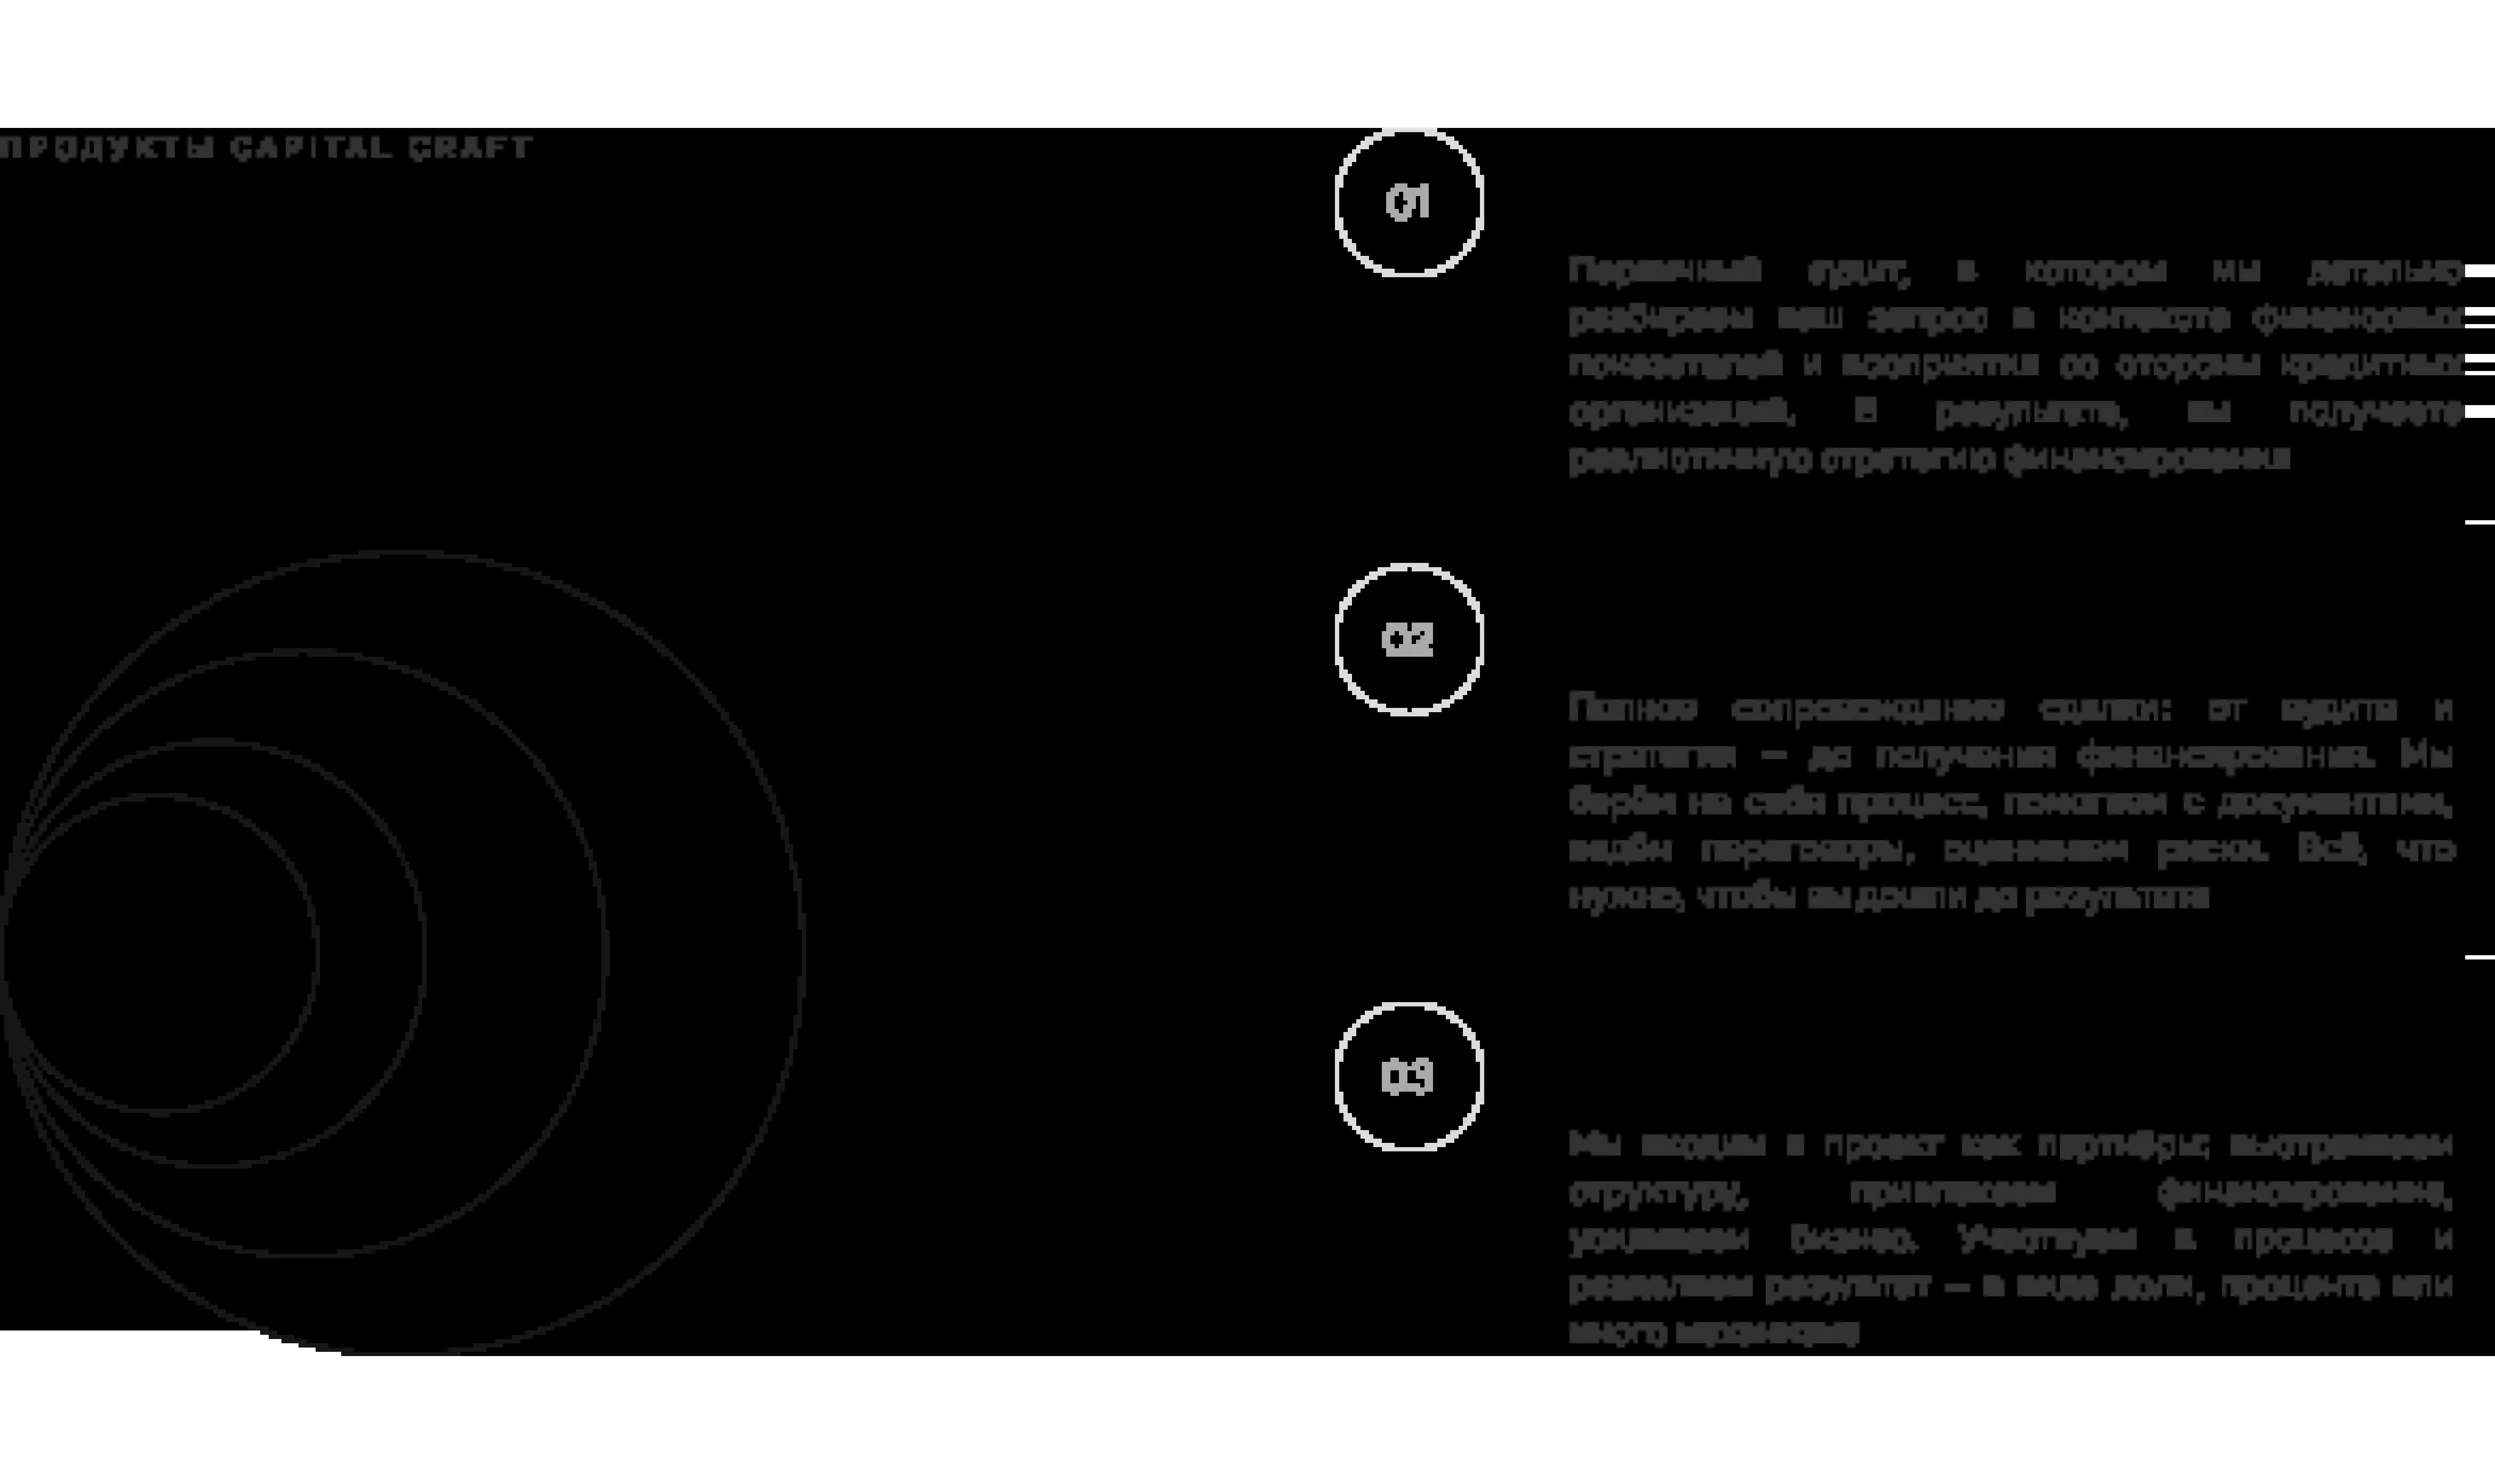 ПРОДУКТЫ CAPITAL CRAFT
01
Первичный аудит, в котором мы детально
разбираем ваш запрос в контексте финансовых
показателей и восприятия со стороны кредитных
организаций, в результате, вы получаете
реалистичную стратегию финансирования
02
Полное сопровождение сделки: от аудита и
стратегии — до получения финансирования. Мы
берём на себя процесс, помогаем с документами,
ведём переговоры, оцениваем риски. Всё, что
нужно, чтобы вы дошли до результата
03
Мы входим в проект как партнёры: выстраиваем
структуру, привлекаем финансирование,
усиливаем бизнес. Участвуем в процессе и
разделяем результат — в виде доли, процента или
иного механизма